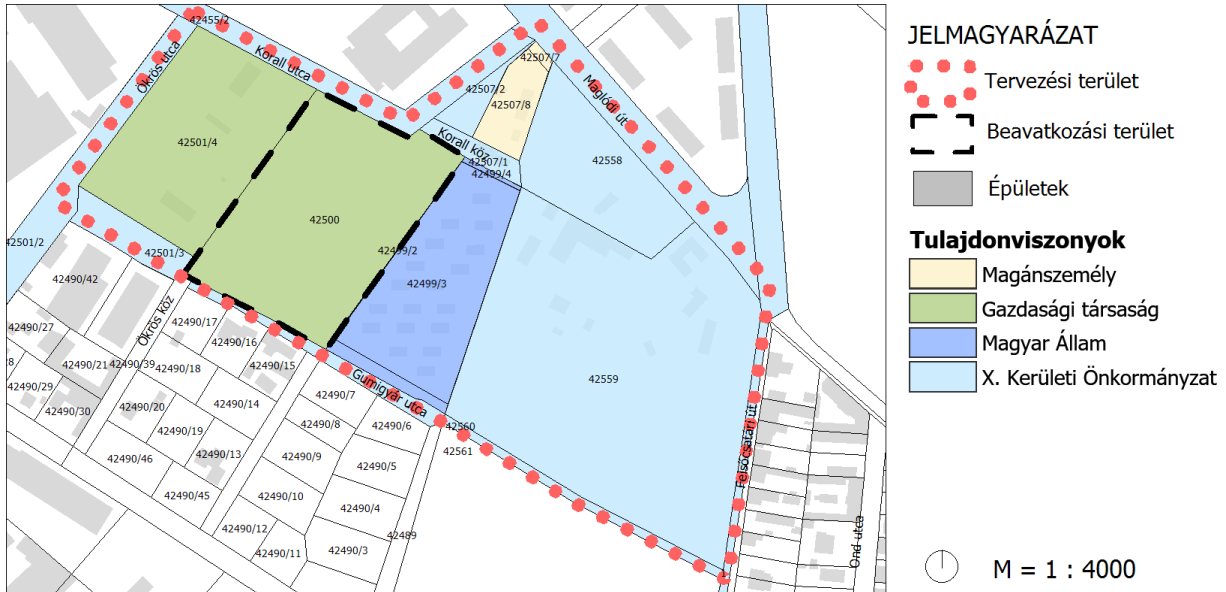 42455/2
Ökrös utca
Korall utca
42507/7
42507/2
42507/8
Maglódi út
Korall köz
42501/4
42507/1
42499/4
42558
42500
42501/2
42501/3
42499/2
42499/3
42490/42
Ökrös köz
42490/17
42490/16
42490/15
42490/27
42490/21
42490/39
42490/18
Gumigyár utca
42559
42490/29
42490/30
42490/20
42490/14
42490/7
42490/6
42560
42561
42490/19
42490/8
42490/46
42490/13
42490/9
42490/5
42490/45
42490/10
42490/4
42490/12
42490/11
42490/3
42489
Felsőcsatári út
Ond utca
JELMAGYARÁZAT
Tervezési terület
Beavatkozási terület
Épületek
Tulajdonviszonyok
Magánszemély
Gazdasági társaság
Magyar Állam
X. Kerületi Önkormányzat
M = 1 : 4000